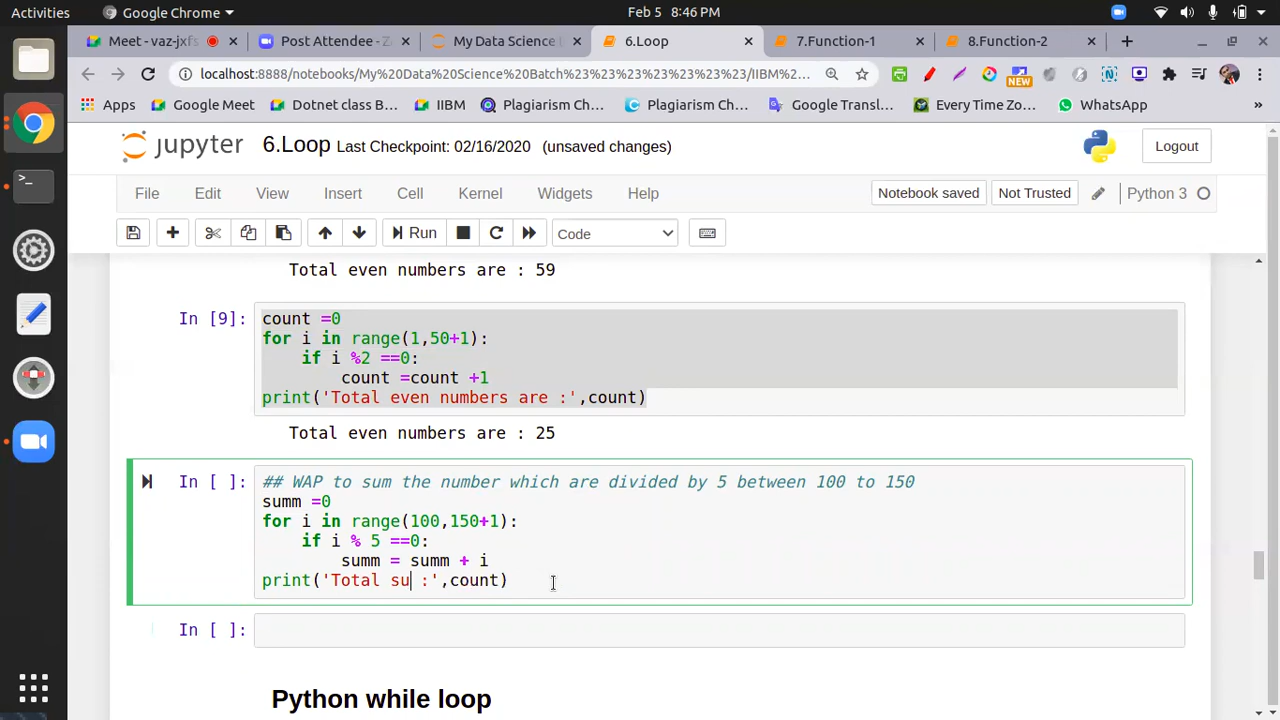 Activities Google Chrome Feb 5 8:46 PM
Meet - vaz-jxfs Post Attendee - Z My Data Science 6.Loop 7.Function-1 8.Function-2
localhost:8888/notebooks/My%20Data%20Science%20Batch%23%23%23%23%23%23%23/IIBM%2... NEW
Apps Google Meet Dotnet class B... IIBM Plagiarism Ch... Plagiarism Ch... Google Transl... Every Time Zo... WhatsApp »
jupyter 6.Loop Last Checkpoint: 02/16/2020 (unsaved changes) Logout
File Edit View Insert Cell Kernel Widgets Help Notebook saved Not Trusted Python 3
Run Code
Total even numbers are : 59
In [9]: count =0
for i in range(1,50+1):
if i %2 ==0:
count =count +1
print('Total even numbers are :',count)
Total even numbers are : 25
In [ ]: ## WAP to sum the number which are divided by 5 between 100 to 150
summ =0
for i in range(100,150+1):
if i % 5 ==0:
summ = summ + i
print('Total su :',count)
In [ ]:
Python while loop